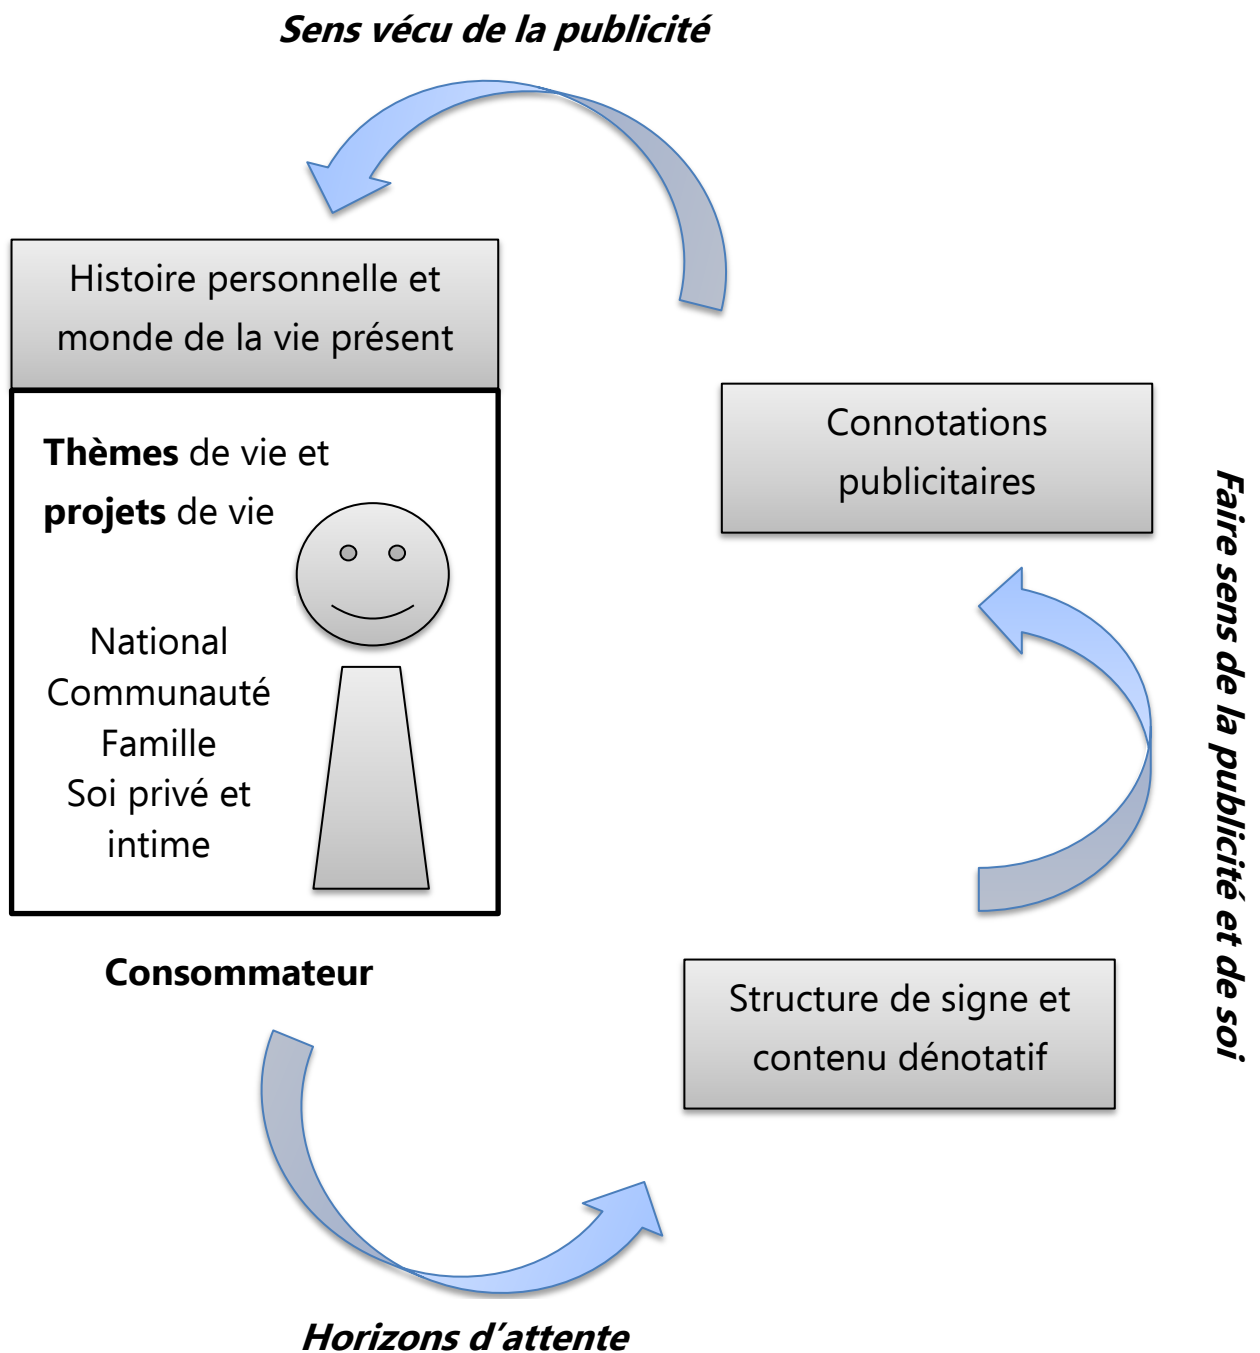 Sens vécu de la publicité
Histoire personnelle et
monde de la vie présent
Thèmes de vie et
projets de vie
National
Communauté
Famille
Soi privé et
intime
Consommateur
Connotations
publicitaires
Faire sens de la publicité et de soi
Structure de signe et
contenu dénotatif
Horizons d’attente